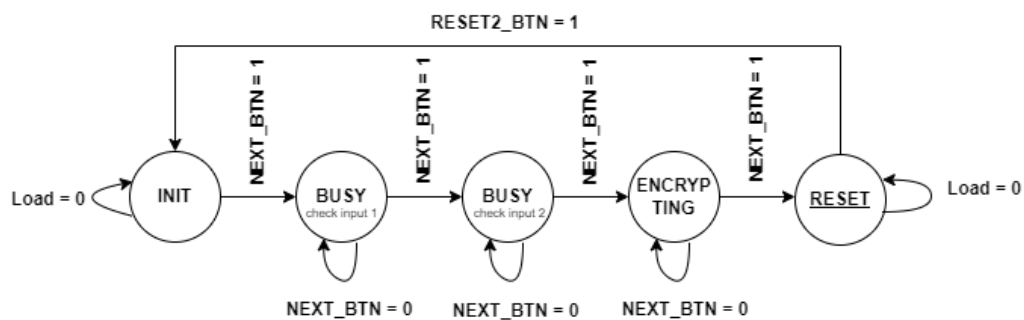 RESET2_BTN = 1
NEXT_BTN = 1
NEXT_BTN = 1
NEXT_BTN = 1
NEXT_BTN = 1
Load = 0
INIT
BUSY
check input 1
BUSY
check input 2
ENCRYP
TING
RESET
Load = 0
NEXT_BTN = 0
NEXT_BTN = 0
NEXT_BTN = 0